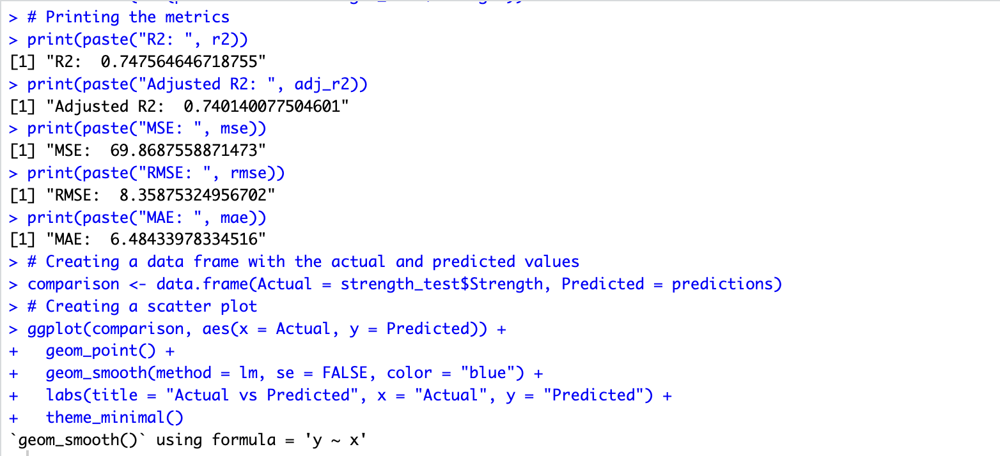 > # Printing the metrics
> print(paste("R2: ", r2))
[1] "R2:  0.747564646718755"
> print(paste("Adjusted R2: ", adj_r2))
[1] "Adjusted R2:  0.740140077504601"
> print(paste("MSE: ", mse))
[1] "MSE:  69.8687558871473"
> print(paste("RMSE: ", rmse))
[1] "RMSE:  8.35875324956702"
> print(paste("MAE: ", mae))
[1] "MAE:  6.48433978334516"
> # Creating a data frame with the actual and predicted values
> comparison <- data.frame(Actual = strength_test$Strength, Predicted = predictions)
> # Creating a scatter plot
> ggplot(comparison, aes(x = Actual, y = Predicted)) +
+   geom_point() +
+   geom_smooth(method = lm, se = FALSE, color = "blue") +
+   labs(title = "Actual vs Predicted", x = "Actual", y = "Predicted") +
+   theme_minimal()
`geom_smooth()` using formula = 'y ~ x'